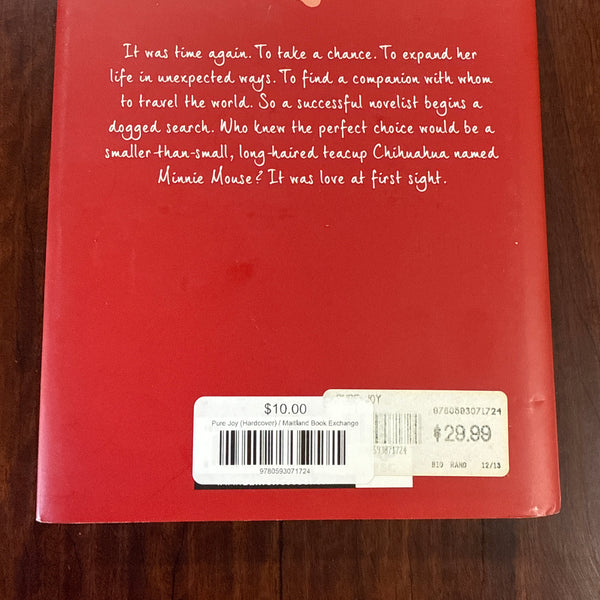 It was time again. To take a chance. To expand her
life in unexpected ways. To find a companion with whom
to travel the world. So a successful novelist begins a
dogged search. Who knew the perfect choice would be a
smaller-than-small, long-haired teacup Chihuahua named
Minnie Mouse? It was love at first sight.
$10.00
Pure Joy (Hardcover) / Maitland Book Exchange
9780593071724
PURE JOY
9780593071724
$29.99
BIO RAND 12/13
593071724